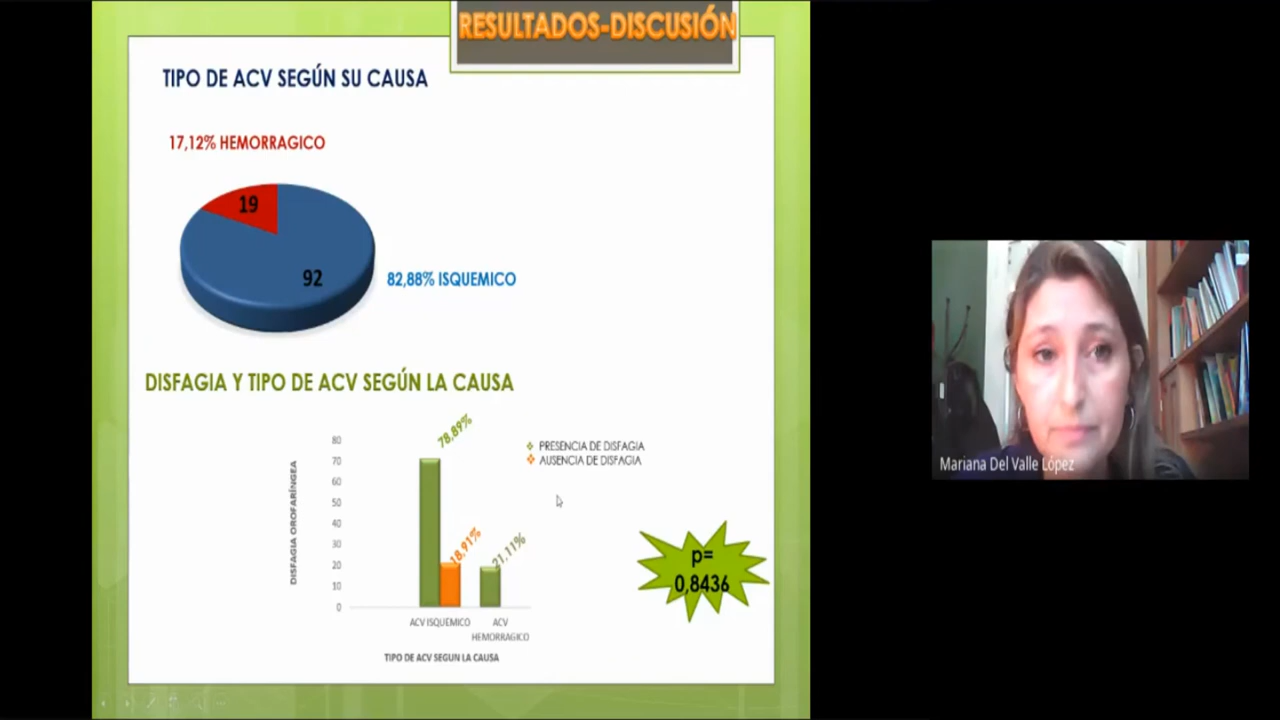 RESULTADOS-DISCUSIÓN
TIPO DE ACV SEGÚN SU CAUSA
17,12% HEMORRAGICO
19
92
82,88% ISQUEMICO
DISFAGIA Y TIPO DE ACV SEGÚN LA CAUSA
78,89%
PRESENCIA DE DISFAGIA
AUSENCIA DE DISFAGIA
80
70
60
50
40
30
20
10
0
DISFAGIA OROFARÍNGEA
18,91%
21,11%
p=
0,8436
ACV ISQUEMICO
ACV
HEMORRAGICO
TIPO DE ACV SEGUN LA CAUSA
Mariana Del Valle López